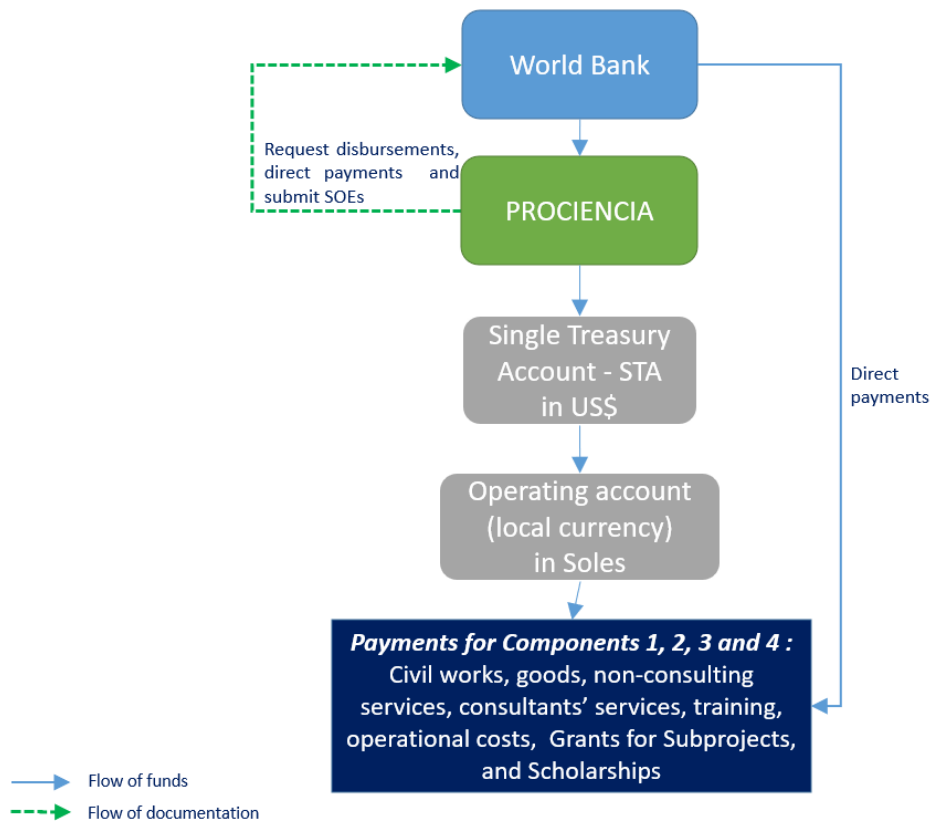 World Bank
Request disbursements,
direct payments and
submit SOEs
PROCIENCIA
Single Treasury
Account - STA
in US$
Direct
payments
Operating account
(local currency)
in Soles
Payments for Components 1, 2, 3 and 4 :
Civil works, goods, non-consulting
services, consultants’ services, training,
operational costs, Grants for Subprojects,
and Scholarships
Flow of funds
Flow of documentation